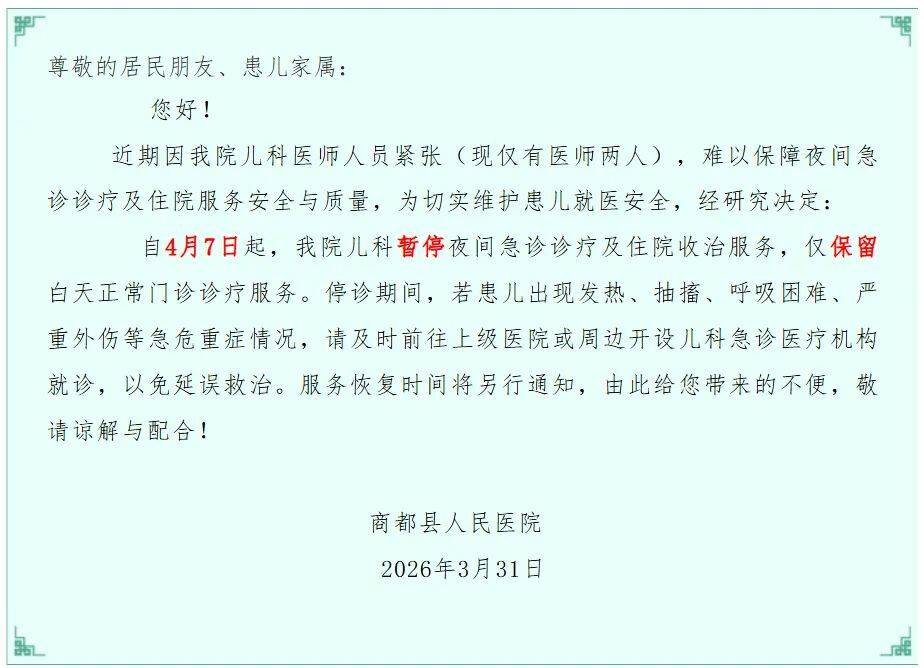 尊敬的居民朋友、患儿家属：
您好！
近期因我院儿科医师人员紧张（现仅有医师两人），难以保障夜间急
诊诊疗及住院服务安全与质量，为切实维护患儿就医安全，经研究决定：
自4月7日起，我院儿科暂停夜间急诊诊疗及住院收治服务，仅保留
白天正常门诊诊疗服务。停诊期间，若患儿出现发热、抽搐、呼吸困难、严
重外伤等急危重症情况，请及时前往上级医院或周边开设儿科急诊医疗机构
就诊，以免延误救治。服务恢复时间将另行通知，由此给您带来的不便，敬
请谅解与配合！
商都县人民医院
2026年3月31日